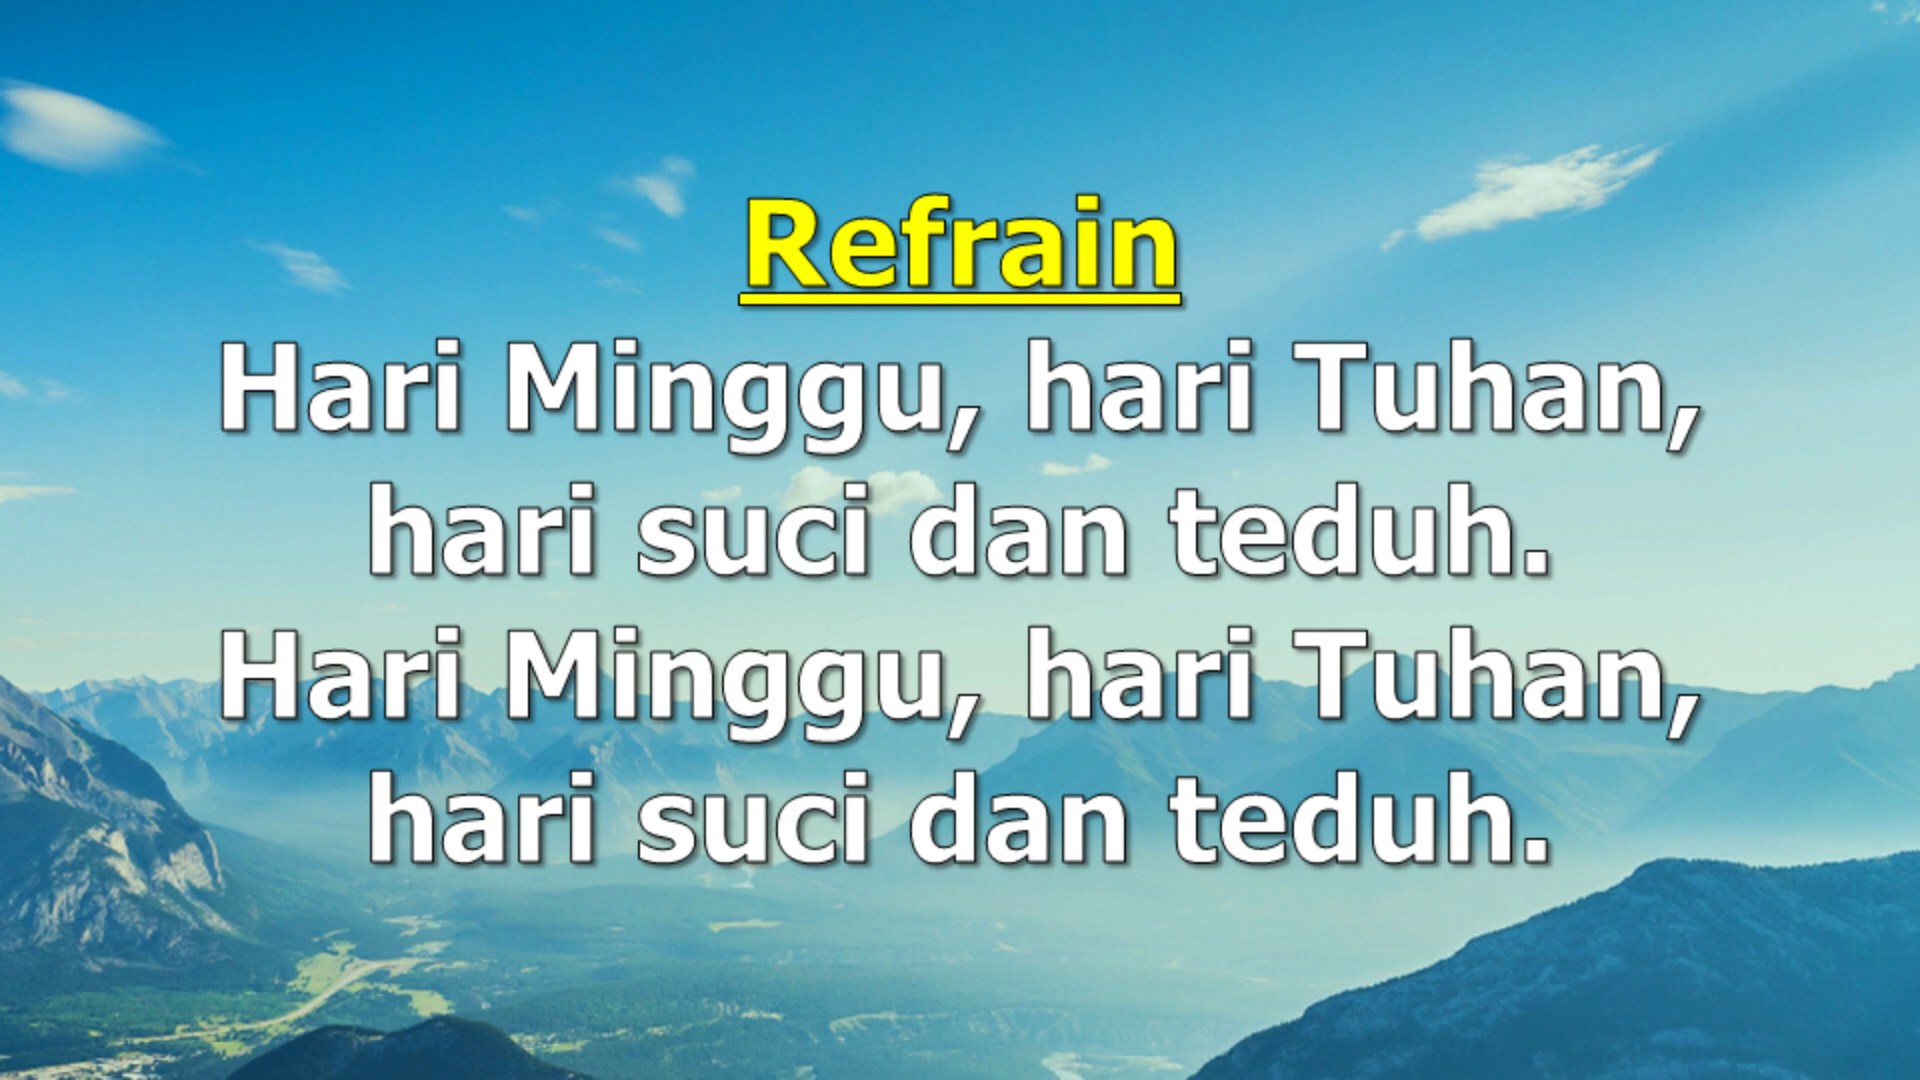 Refrain
Hari Minggu, hari Tuhan,
hari suci dan teduh.
Hari Minggu, hari Tuhan,
hari suci dan teduh.